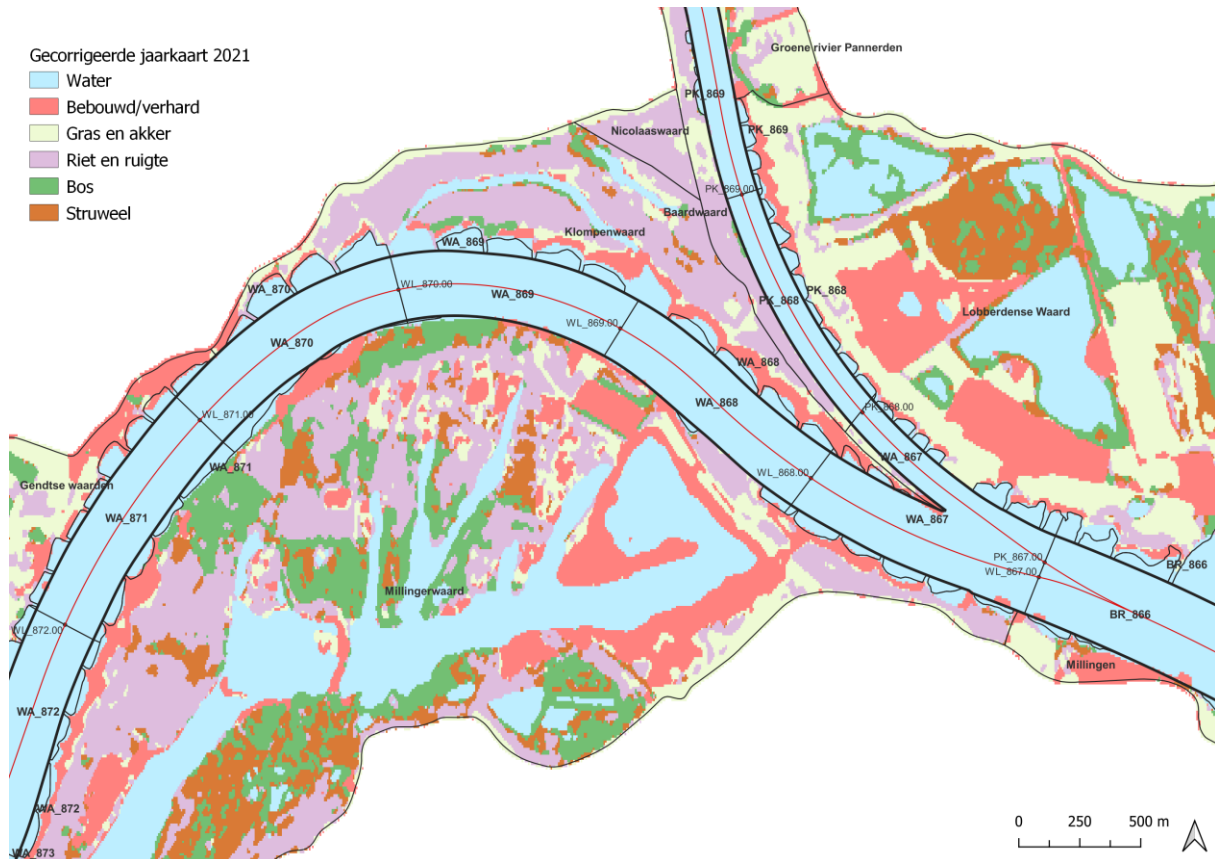 Gecorrigeerde jaarkaart 2021
Water
Bebouwd/verhard
Gras en akker
Riet en ruigte
Bos
Struweel
Groene rivier Pannerden
PK_869
Nicolaaswaard
PK_869
PK_869.00
Baardwaard
Klompenwaard
WA_869
WA_870
WL_870.00
WA_869
PK_868
PK_868
Lobberdense Waard
WL_869.00
WA_870
WA_868
WA_868
WL_871.00
PK_868.00
WA_867
WA_871
WL_868.00
Gendtse waarden
WA_871
WA_867
PK_867.00
BR_866
WL_867.00
Millingerwaard
BR_866
WL_872.00
Millingen
WA_872
WA_872
WA_873
0 250 500 m